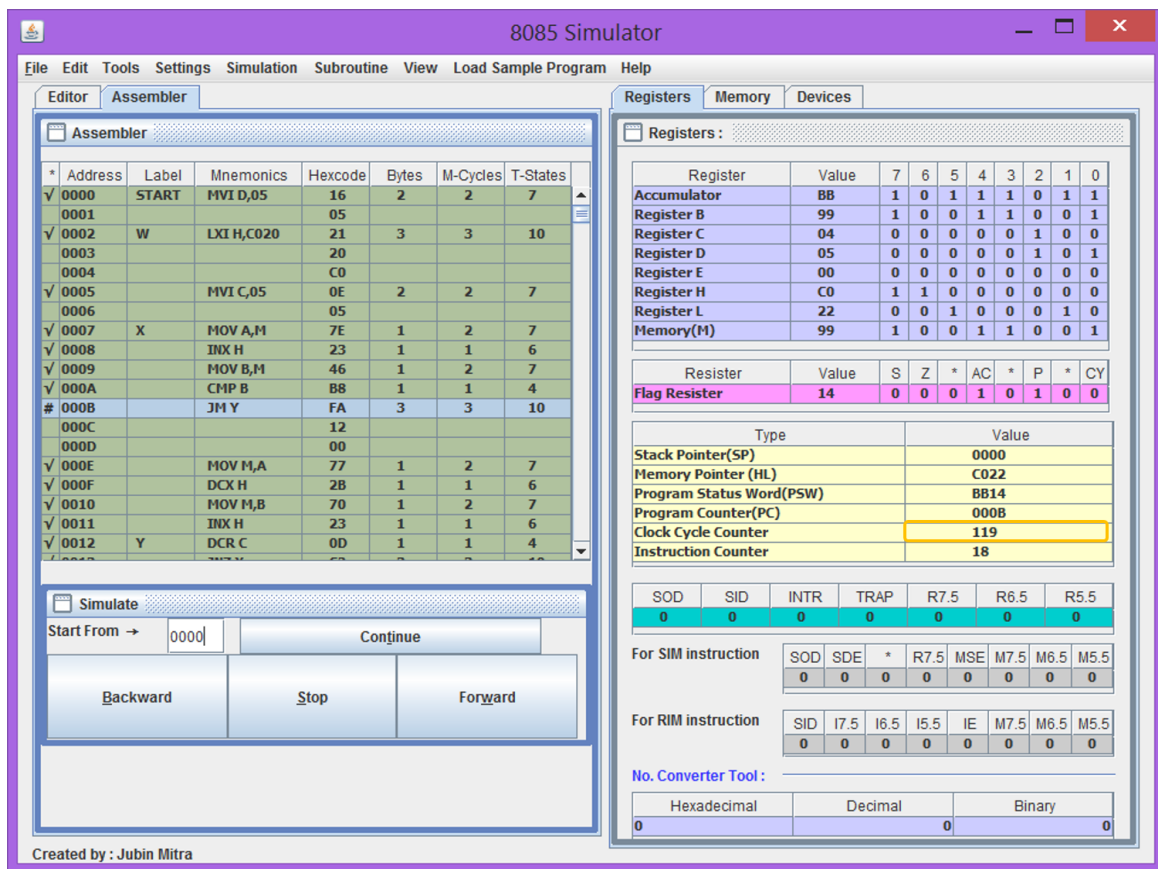 8085 Simulator
File Edit Tools Settings Simulation Subroutine View Load Sample Program Help
Editor Assembler
Assembler
* Address Label Mnemonics Hexcode Bytes M-Cycles T-States
√ 0000 START MVI D,05 16 2 2 7
0001 05
√ 0002 W LXI H,C020 21 3 3 10
0003 20
0004 C0
√ 0005 MVI C,05 0E 2 2 7
0006 05
√ 0007 X MOV A,M 7E 1 2 7
√ 0008 INX H 23 1 1 6
√ 0009 MOV B,M 46 1 2 7
√ 000A CMP B B8 1 1 4
# 000B JM Y FA 3 3 10
000C 12
000D 00
√ 000E MOV M,A 77 1 2 7
√ 000F DCX H 2B 1 1 6
√ 0010 MOV M,B 70 1 2 7
√ 0011 INX H 23 1 1 6
√ 0012 Y DCR C 0D 1 1 4
Simulate
Start From → 0000 Continue
Backward Stop Forward
Created by : Jubin Mitra
Registers Memory Devices
Registers :
Register Value 7 6 5 4 3 2 1 0
Accumulator BB 1 0 1 1 1 0 1 1
Register B 99 1 0 0 1 1 0 0 1
Register C 04 0 0 0 0 0 1 0 0
Register D 05 0 0 0 0 0 1 0 1
Register E 00 0 0 0 0 0 0 0 0
Register H C0 1 1 0 0 0 0 0 0
Register L 22 0 0 1 0 0 0 1 0
Memory(M) 99 1 0 0 1 1 0 0 1
Resister Value S Z * AC * P * CY
Flag Resister 14 0 0 0 1 0 1 0 0
Type Value
Stack Pointer(SP) 0000
Memory Pointer (HL) C022
Program Status Word(PSW) BB14
Program Counter(PC) 000B
Clock Cycle Counter 119
Instruction Counter 18
SOD SID INTR TRAP R7.5 R6.5 R5.5
0 0 0 0 0 0 0
For SIM instruction SOD SDE * R7.5 MSE M7.5 M6.5 M5.5
0 0 0 0 0 0 0 0
For RIM instruction SID I7.5 I6.5 I5.5 IE M7.5 M6.5 M5.5
0 0 0 0 0 0 0 0
No. Converter Tool :
Hexadecimal Decimal Binary
0 0 0